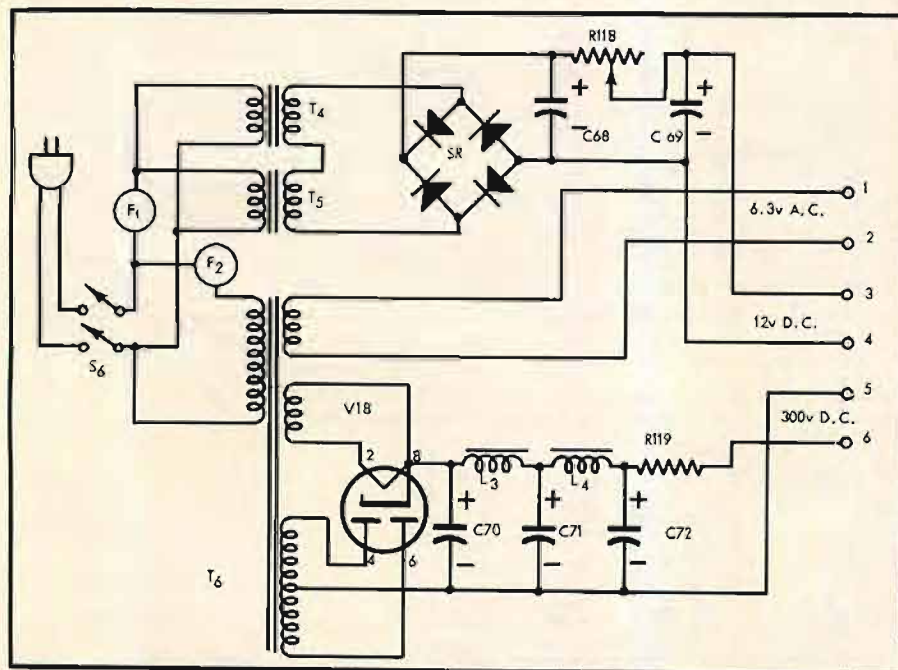 R118
+
+
T4
-
C68
-
C 69
SR
F1
T5
1
6.3v A.C.
F2
2
3
12v D.C.
4
S6
5
V18
300v D.C.
R119
6
2
8
L3
L4
+
+
+
C70
C71
C72
4
6
-
-
-
T6